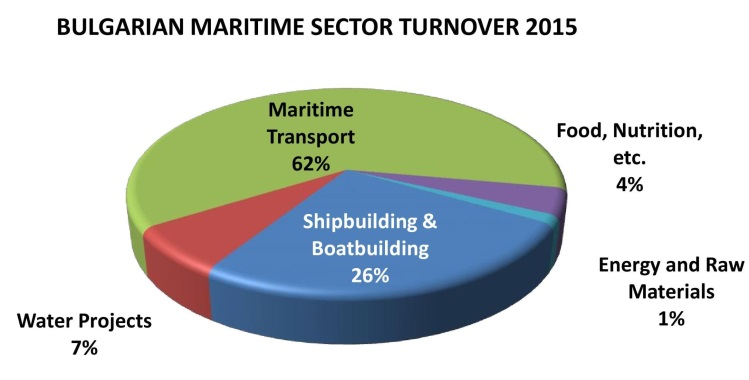 BULGARIAN MARITIME SECTOR TURNOVER 2015
Maritime
Transport
62%
Food, Nutrition,
etc.
4%
Shipbuilding &
Boatbuilding
26%
Energy and Raw
Materials
1%
Water Projects
7%